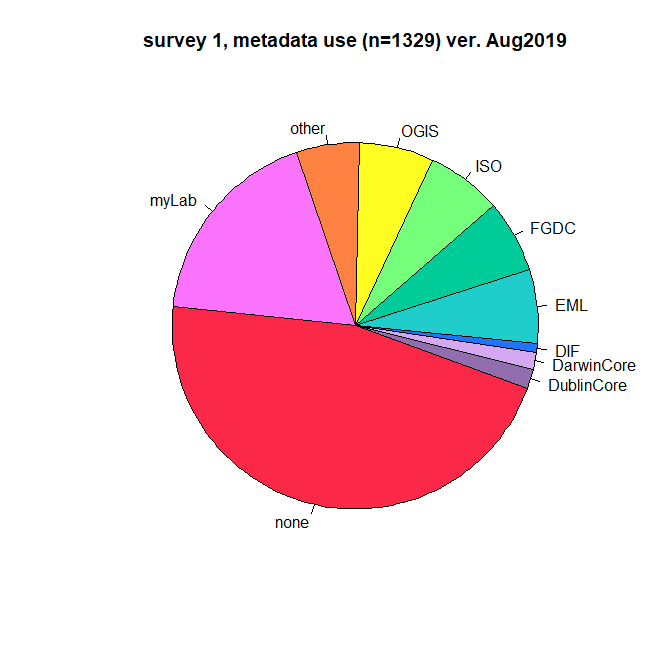 survey 1, metadata use (n=1329) ver. Aug2019
other
OGIS
ISO
myLab
FGDC
EML
DIF
DarwinCore
DublinCore
none